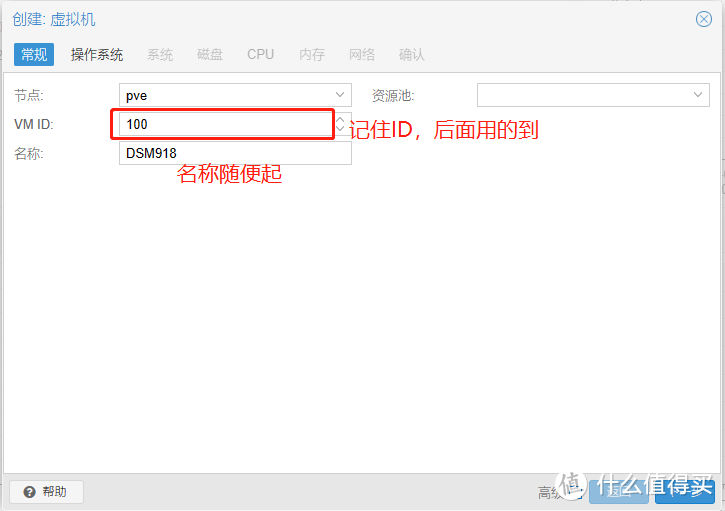 创建: 虚拟机
常规 操作系统 系统 磁盘 CPU 内存 网络 确认
节点: pve 资源池:
VM ID: 100 记住ID，后面用的到
名称: DSM918
名称随便起
帮助 高级
值 什么值得买